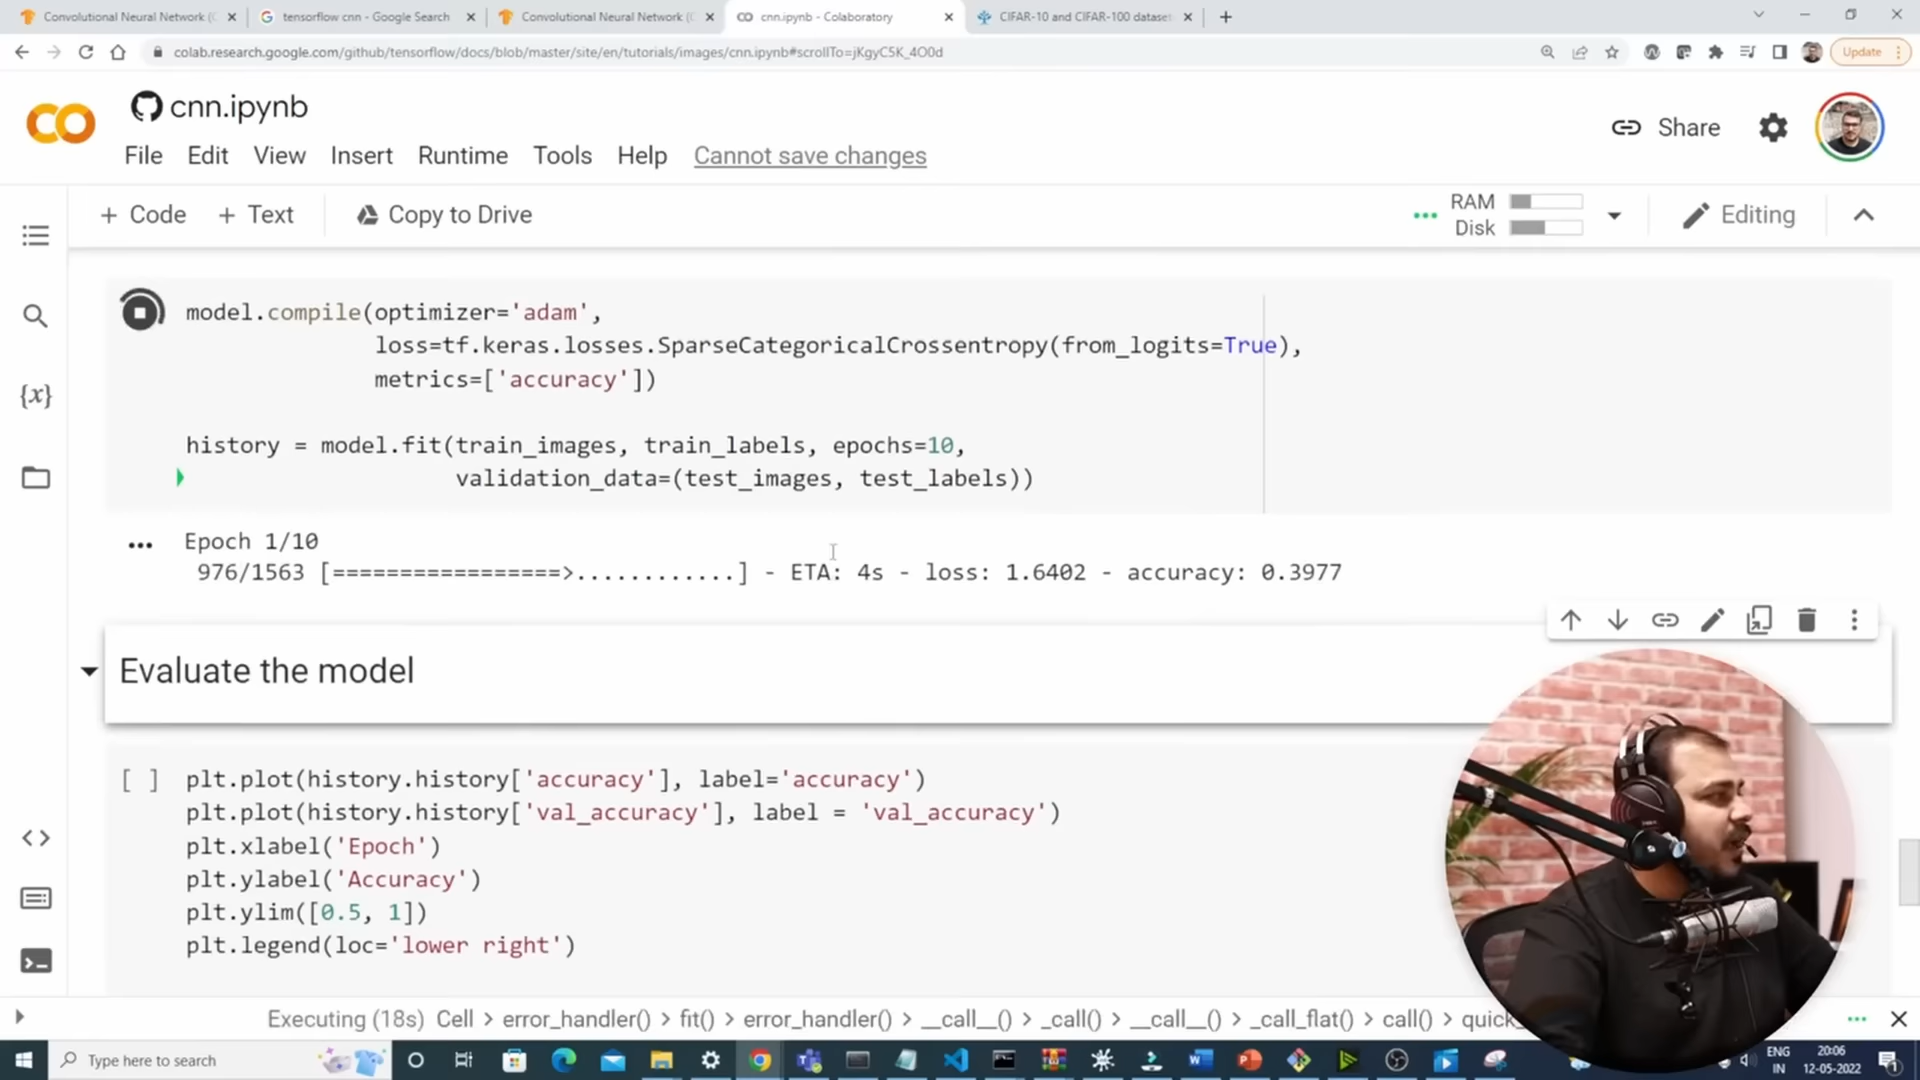 Convolutional Neural Network (C
tensorflow cnn - Google Search
Convolutional Neural Network (C
cnn.ipynb - Colaboratory
CIFAR-10 and CIFAR-100 dataset
colab.research.google.com/github/tensorflow/docs/blob/master/site/en/tutorials/images/cnn.ipynb#scrollTo=jKgyC5K_4O0d
Update
cnn.ipynb
Share
File Edit View Insert Runtime Tools Help Cannot save changes
+ Code + Text Copy to Drive
RAM
Disk
Editing
model.compile(optimizer='adam',
loss=tf.keras.losses.SparseCategoricalCrossentropy(from_logits=True),
metrics=['accuracy'])
history = model.fit(train_images, train_labels, epochs=10,
validation_data=(test_images, test_labels))
Epoch 1/10
976/1563 [=================>............] - ETA: 4s - loss: 1.6402 - accuracy: 0.3977
Evaluate the model
[ ] plt.plot(history.history['accuracy'], label='accuracy')
plt.plot(history.history['val_accuracy'], label = 'val_accuracy')
plt.xlabel('Epoch')
plt.ylabel('Accuracy')
plt.ylim([0.5, 1])
plt.legend(loc='lower right')
Executing (18s) Cell > error_handler() > fit() > error_handler() > __call__() > _call() > __call__() > _call_flat() > call() > quick_
Type here to search
ENG
IN
20:06
12-05-2022